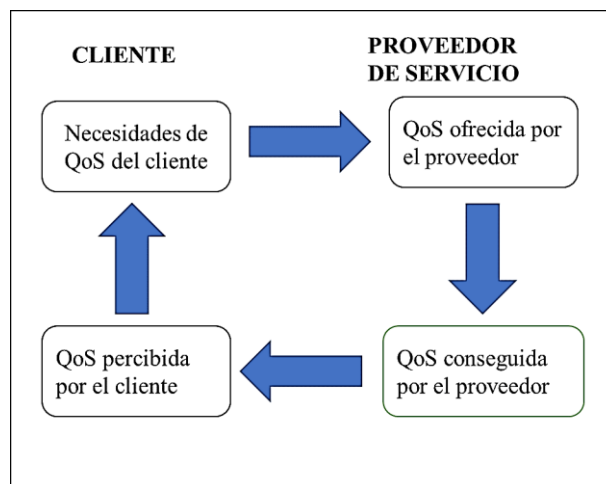 CLIENTE
PROVEEDOR
DE SERVICIO
Necesidades de
QoS del cliente
QoS ofrecida por
el proveedor
QoS percibida
por el cliente
QoS conseguida
por el proveedor